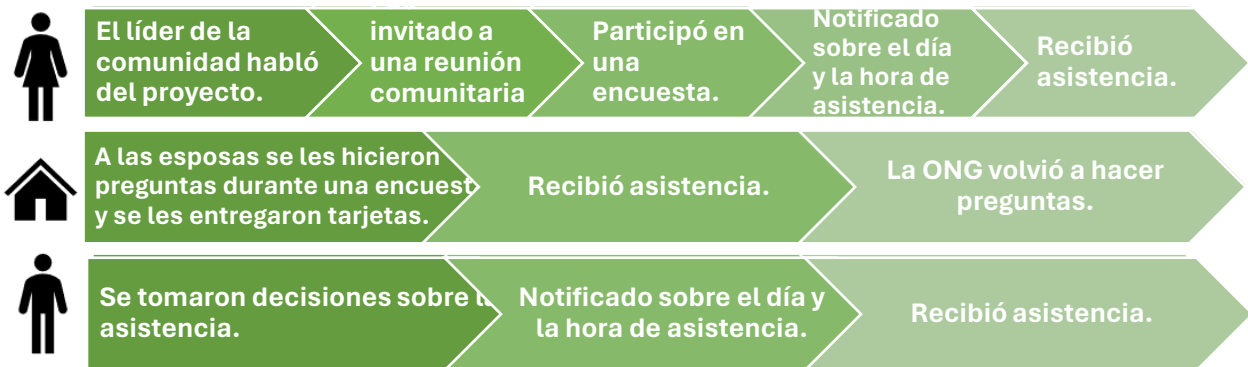 El líder de la
comunidad habló
del proyecto.
invitado a
una reunión
comunitaria
Participó en
una
encuesta.
Notificado
sobre el día
y la hora de
asistencia.
Recibió
asistencia.
A las esposas se les hicieron
preguntas durante una encuest
y se les entregaron tarjetas.
Recibió asistencia.
La ONG volvió a hacer
preguntas.
Se tomaron decisiones sobre l
asistencia.
Notificado sobre el día y
la hora de asistencia.
Recibió asistencia.